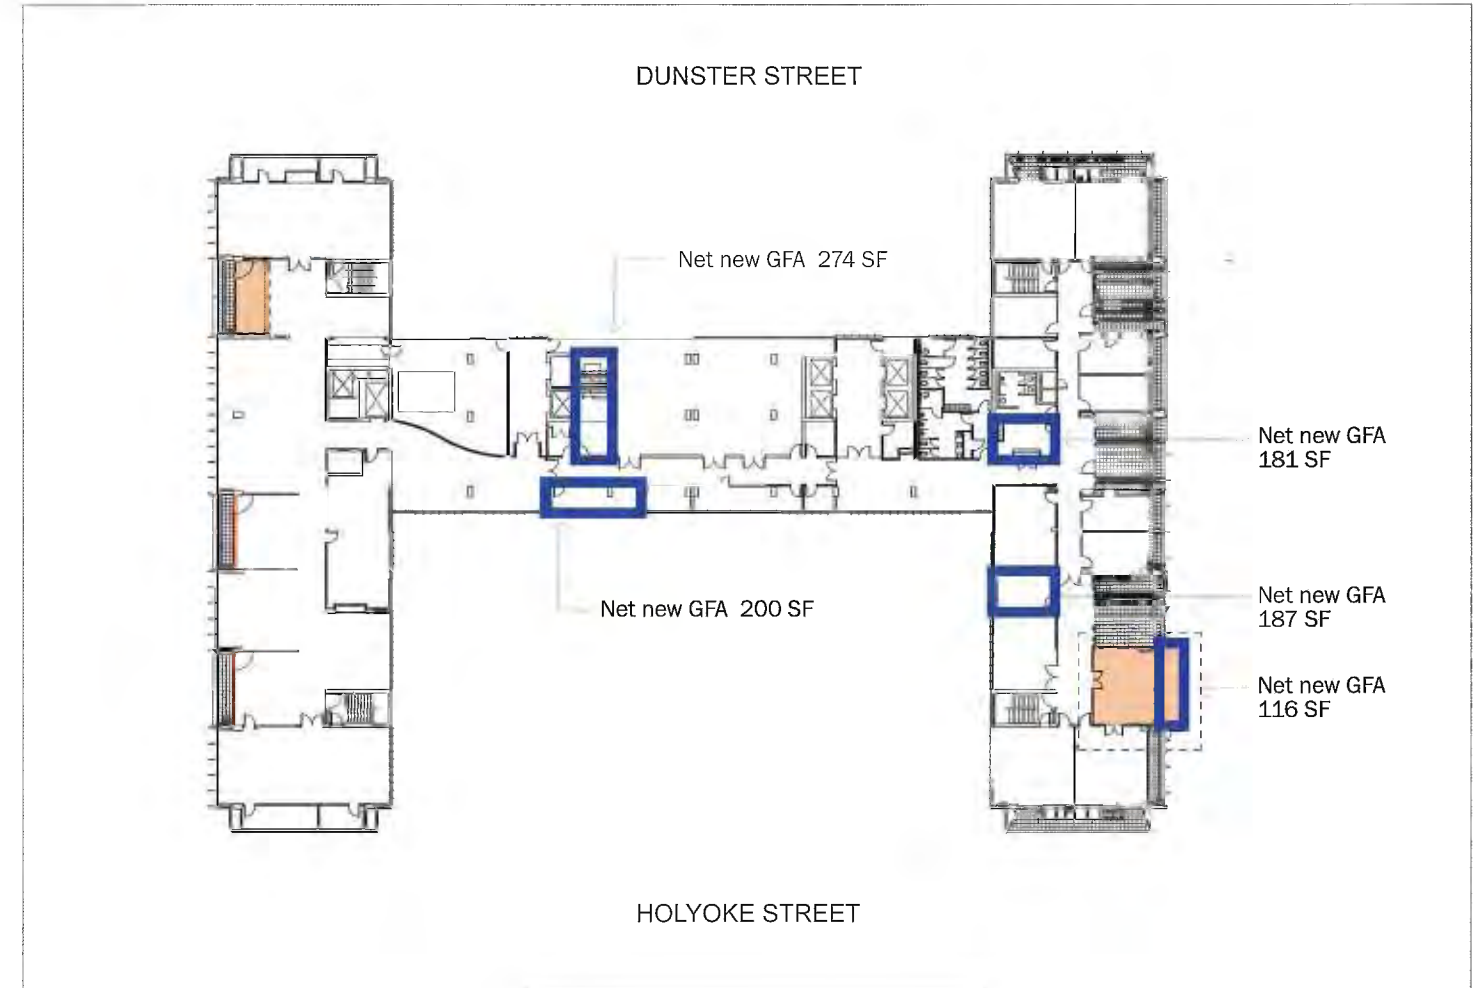 DUNSTER STREET
Net new GFA 274 SF
Net new GFA
181 SF
Net new GFA 200 SF
Net new GFA
187 SF
Net new GFA
116 SF
HOLYOKE STREET